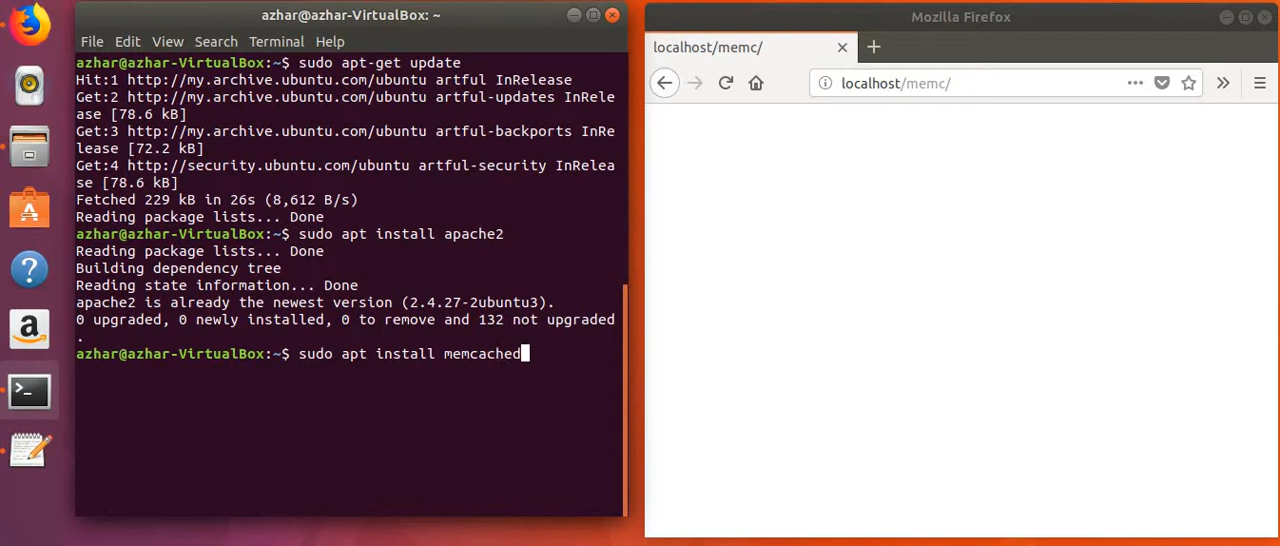 azhar@azhar-VirtualBox: ~
File Edit View Search Terminal Help
azhar@azhar-VirtualBox:~$ sudo apt-get update
Hit:1 http://my.archive.ubuntu.com/ubuntu artful InRelease
Get:2 http://my.archive.ubuntu.com/ubuntu artful-updates InRele
ase [78.6 kB]
Get:3 http://my.archive.ubuntu.com/ubuntu artful-backports InRe
lease [72.2 kB]
Get:4 http://security.ubuntu.com/ubuntu artful-security InRelea
se [78.6 kB]
Fetched 229 kB in 26s (8,612 B/s)
Reading package lists... Done
azhar@azhar-VirtualBox:~$ sudo apt install apache2
Reading package lists... Done
Building dependency tree
Reading state information... Done
apache2 is already the newest version (2.4.27-2ubuntu3).
0 upgraded, 0 newly installed, 0 to remove and 132 not upgraded
.
azhar@azhar-VirtualBox:~$ sudo apt install memcached
Mozilla Firefox
localhost/memc/
localhost/memc/